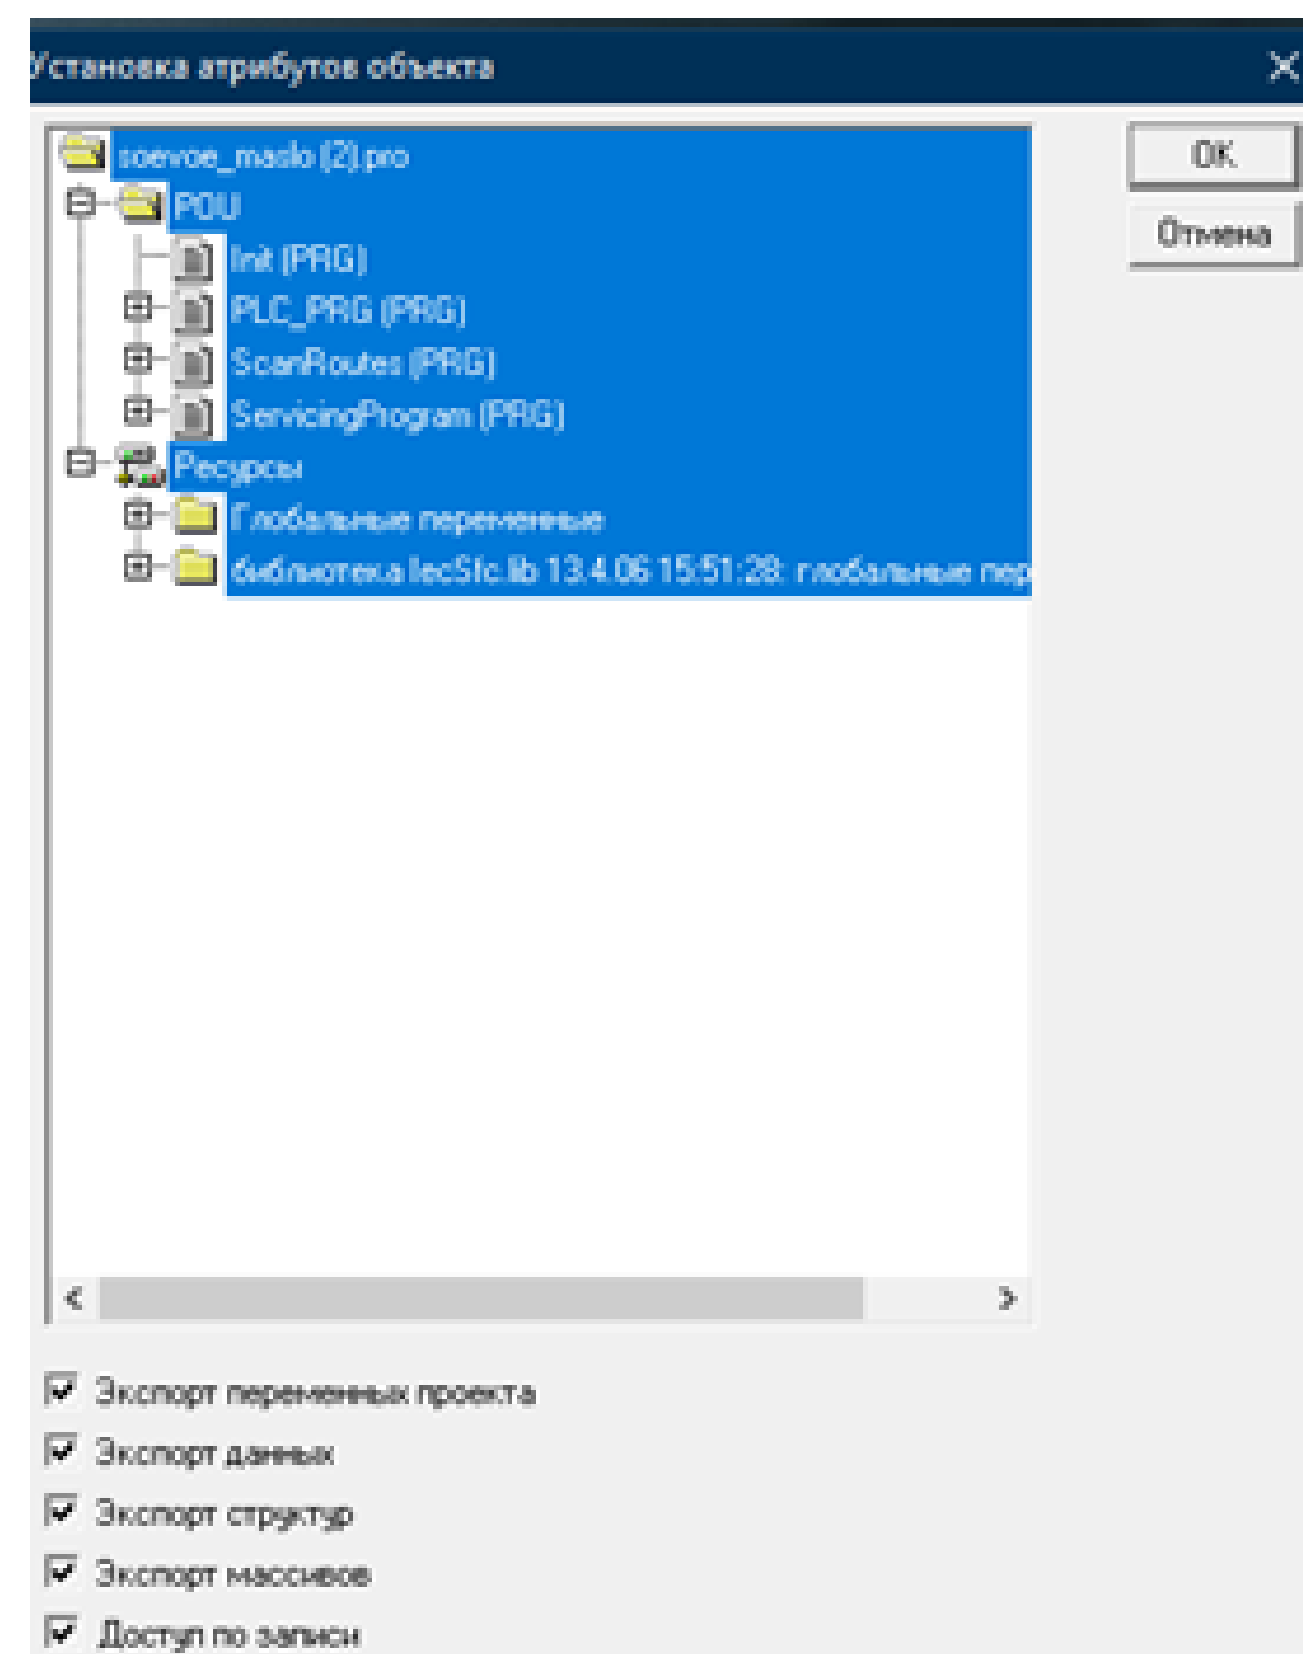 Установка атрибутов объекта
soevoe_maslo (2).pro
OK
POU
Отмена
Init (PRG)
PLC_PRG (PRG)
ScanRoutes (PRG)
ServicingProgram (PRG)
Ресурсы
Глобальные переменные
библиотека IecSfc.lib 13.4.06 15:51:28: глобальные пер
Экспорт переменных проекта
Экспорт данных
Экспорт структур
Экспорт массивов
Доступ по записи